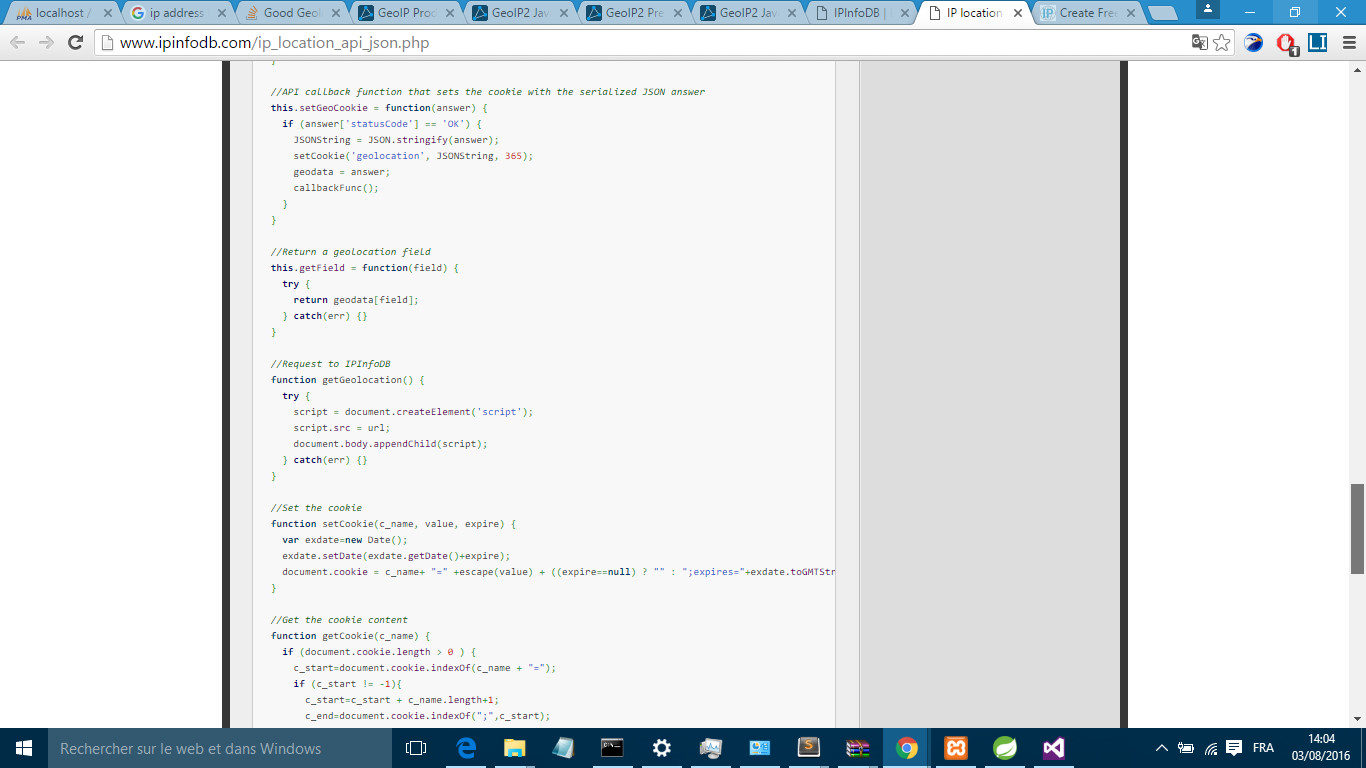 localhost /
ip address
Good Geo
GeoIP Proc
GeoIP2 Jav
GeoIP2 Pre
GeoIP2 Jav
IPInfoDB |
IP location
Create Free
www.ipinfodb.com/ip_location_api_json.php
1
LI
}
//API callback function that sets the cookie with the serialized JSON answer
this.setGeoCookie = function(answer) {
if (answer['statusCode'] == 'OK') {
JSONString = JSON.stringify(answer);
setCookie('geolocation', JSONString, 365);
geodata = answer;
callbackFunc();
}
}
//Return a geolocation field
this.getField = function(field) {
try {
return geodata[field];
} catch(err) {}
}
//Request to IPInfoDB
function getGeolocation() {
try {
script = document.createElement('script');
script.src = url;
document.body.appendChild(script);
} catch(err) {}
}
//Set the cookie
function setCookie(c_name, value, expire) {
var exdate=new Date();
exdate.setDate(exdate.getDate()+expire);
document.cookie = c_name+ "=" +escape(value) + ((expire==null) ? "" : ";expires="+exdate.toGMTStr
}
//Get the cookie content
function getCookie(c_name) {
if (document.cookie.length > 0 ) {
c_start=document.cookie.indexOf(c_name + "=");
if (c_start != -1){
c_start=c_start + c_name.length+1;
c_end=document.cookie.indexOf(";",c_start);
Rechercher sur le web et dans Windows
FRA
14:04
03/08/2016